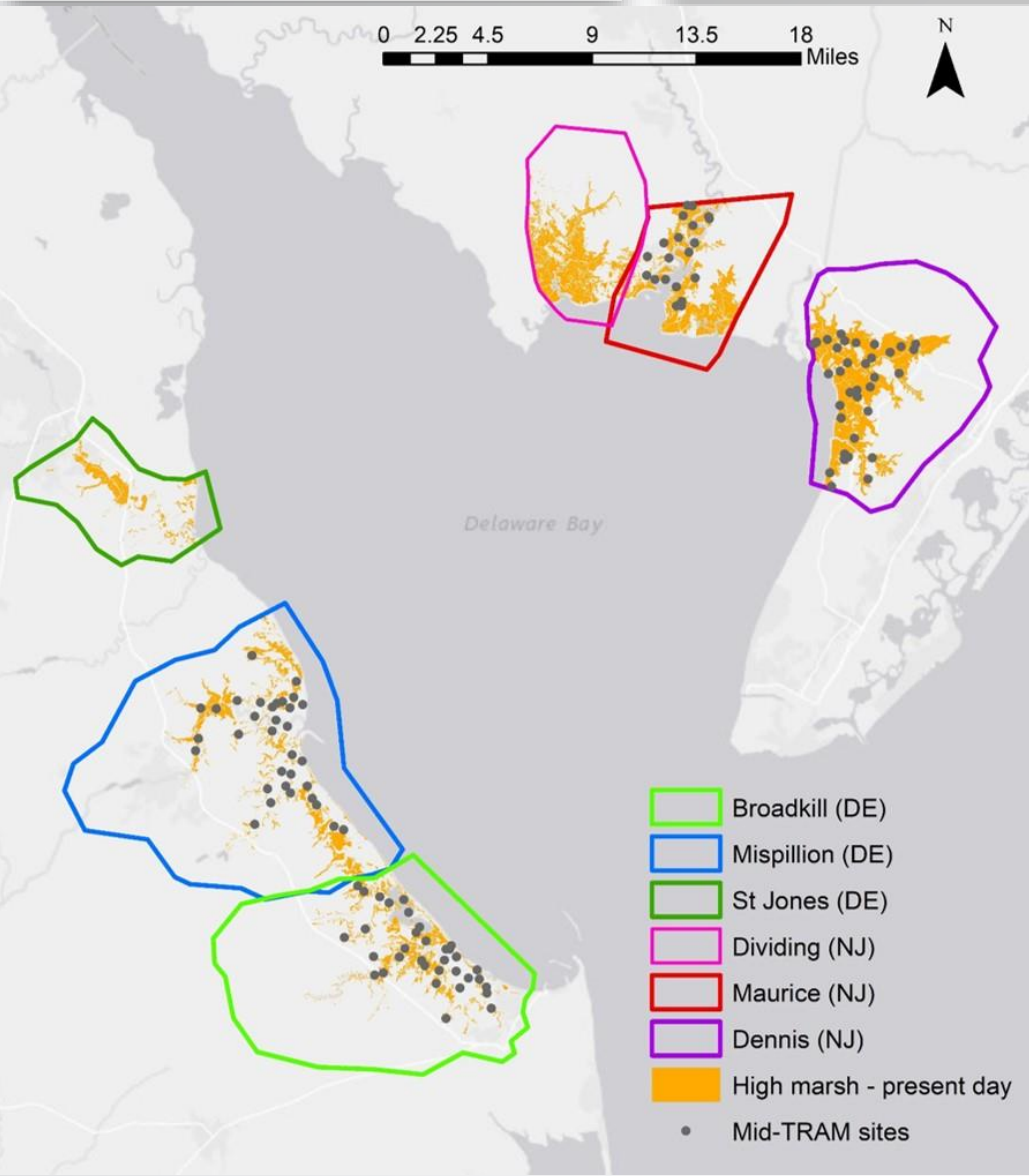 0 2.25 4.5 9 13.5 18
Miles
N
Delaware Bay
Broadkill (DE)
Mispillion (DE)
St Jones (DE)
Dividing (NJ)
Maurice (NJ)
Dennis (NJ)
High marsh - present day
Mid-TRAM sites